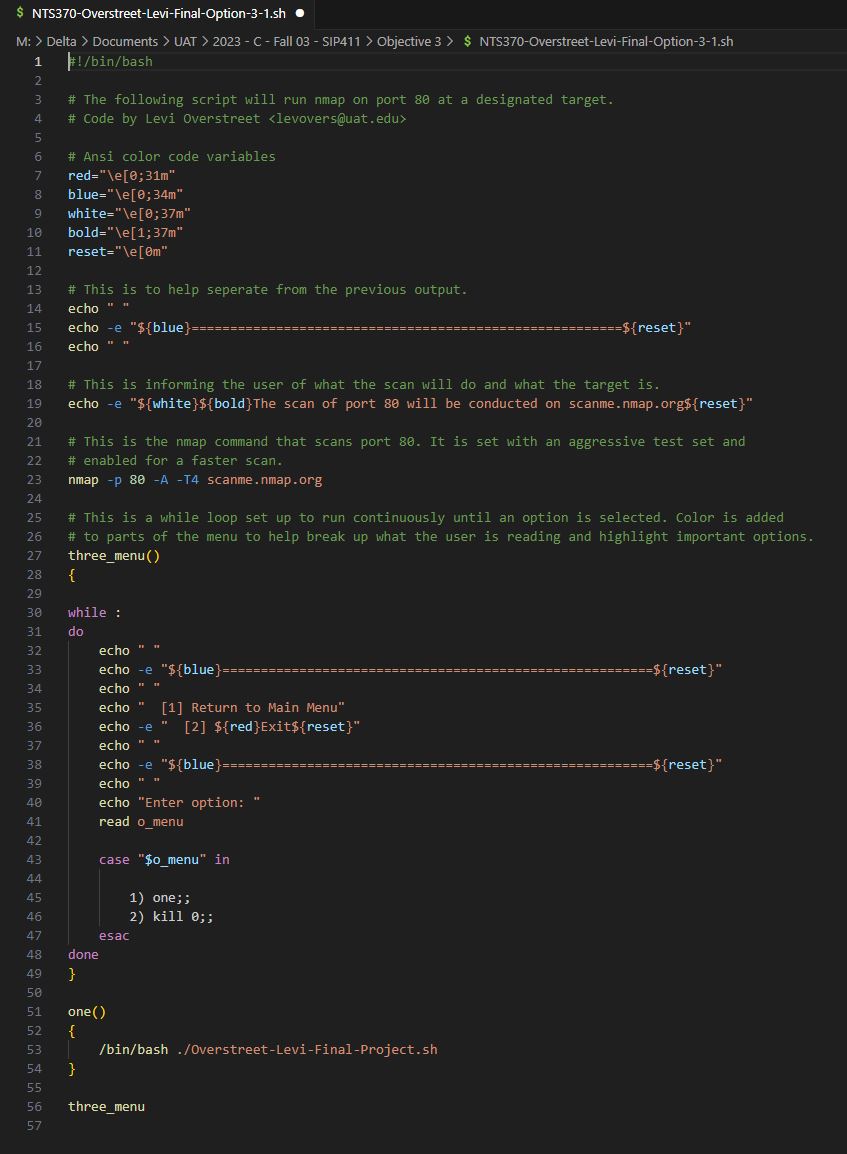 $ NTS370-Overstreet-Levi-Final-Option-3-1.sh ●
M: > Delta > Documents > UAT > 2023 - C - Fall 03 - SIP411 > Objective 3 > $ NTS370-Overstreet-Levi-Final-Option-3-1.sh
1 #!/bin/bash
2
3 # The following script will run nmap on port 80 at a designated target.
4 # Code by Levi Overstreet <levovers@uat.edu>
5
6 # Ansi color code variables
7 red="\e[0;31m"
8 blue="\e[0;34m"
9 white="\e[0;37m"
10 bold="\e[1;37m"
11 reset="\e[0m"
12
13 # This is to help seperate from the previous output.
14 echo " "
15 echo -e "${blue}========================================================${reset}"
16 echo " "
17
18 # This is informing the user of what the scan will do and what the target is.
19 echo -e "${white}${bold}The scan of port 80 will be conducted on scanme.nmap.org${reset}"
20
21 # This is the nmap command that scans port 80. It is set with an aggressive test set and
22 # enabled for a faster scan.
23 nmap -p 80 -A -T4 scanme.nmap.org
24
25 # This is a while loop set up to run continuously until an option is selected. Color is added
26 # to parts of the menu to help break up what the user is reading and highlight important options.
27 three_menu()
28 {
29
30 while :
31 do
32     echo " "
33     echo -e "${blue}========================================================${reset}"
34     echo " "
35     echo "  [1] Return to Main Menu"
36     echo -e "  [2] ${red}Exit${reset}"
37     echo " "
38     echo -e "${blue}========================================================${reset}"
39     echo " "
40     echo "Enter option: "
41     read o_menu
42
43     case "$o_menu" in
44
45         1) one;;
46         2) kill 0;;
47     esac
48 done
49 }
50
51 one()
52 {
53     /bin/bash ./Overstreet-Levi-Final-Project.sh
54 }
55
56 three_menu
57